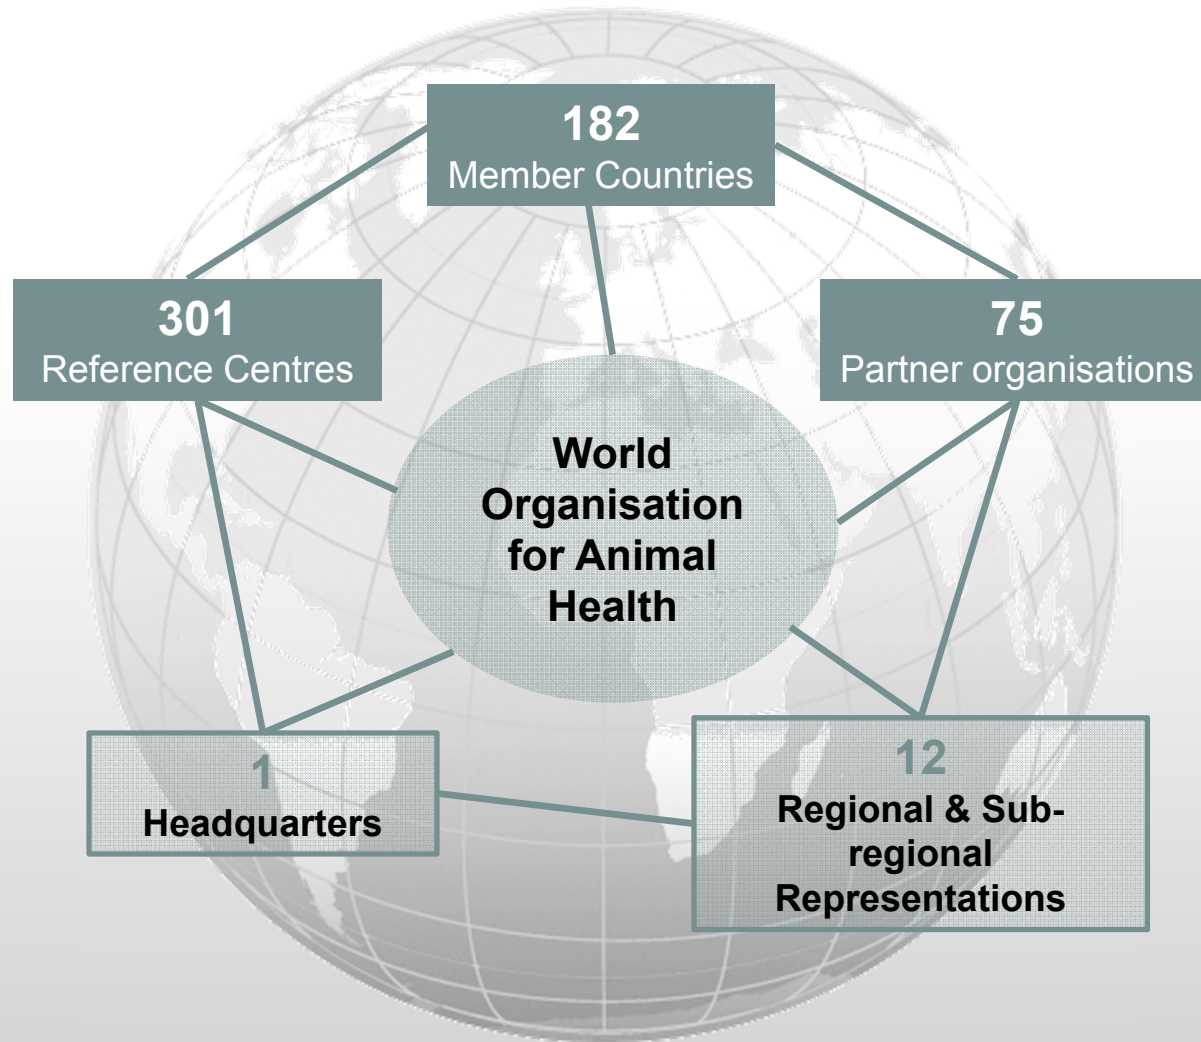 182
Member Countries
301
Reference Centres
75
Partner organisations
World
Organisation
for Animal
Health
1
Headquarters
12
Regional & Sub-
regional
Representations